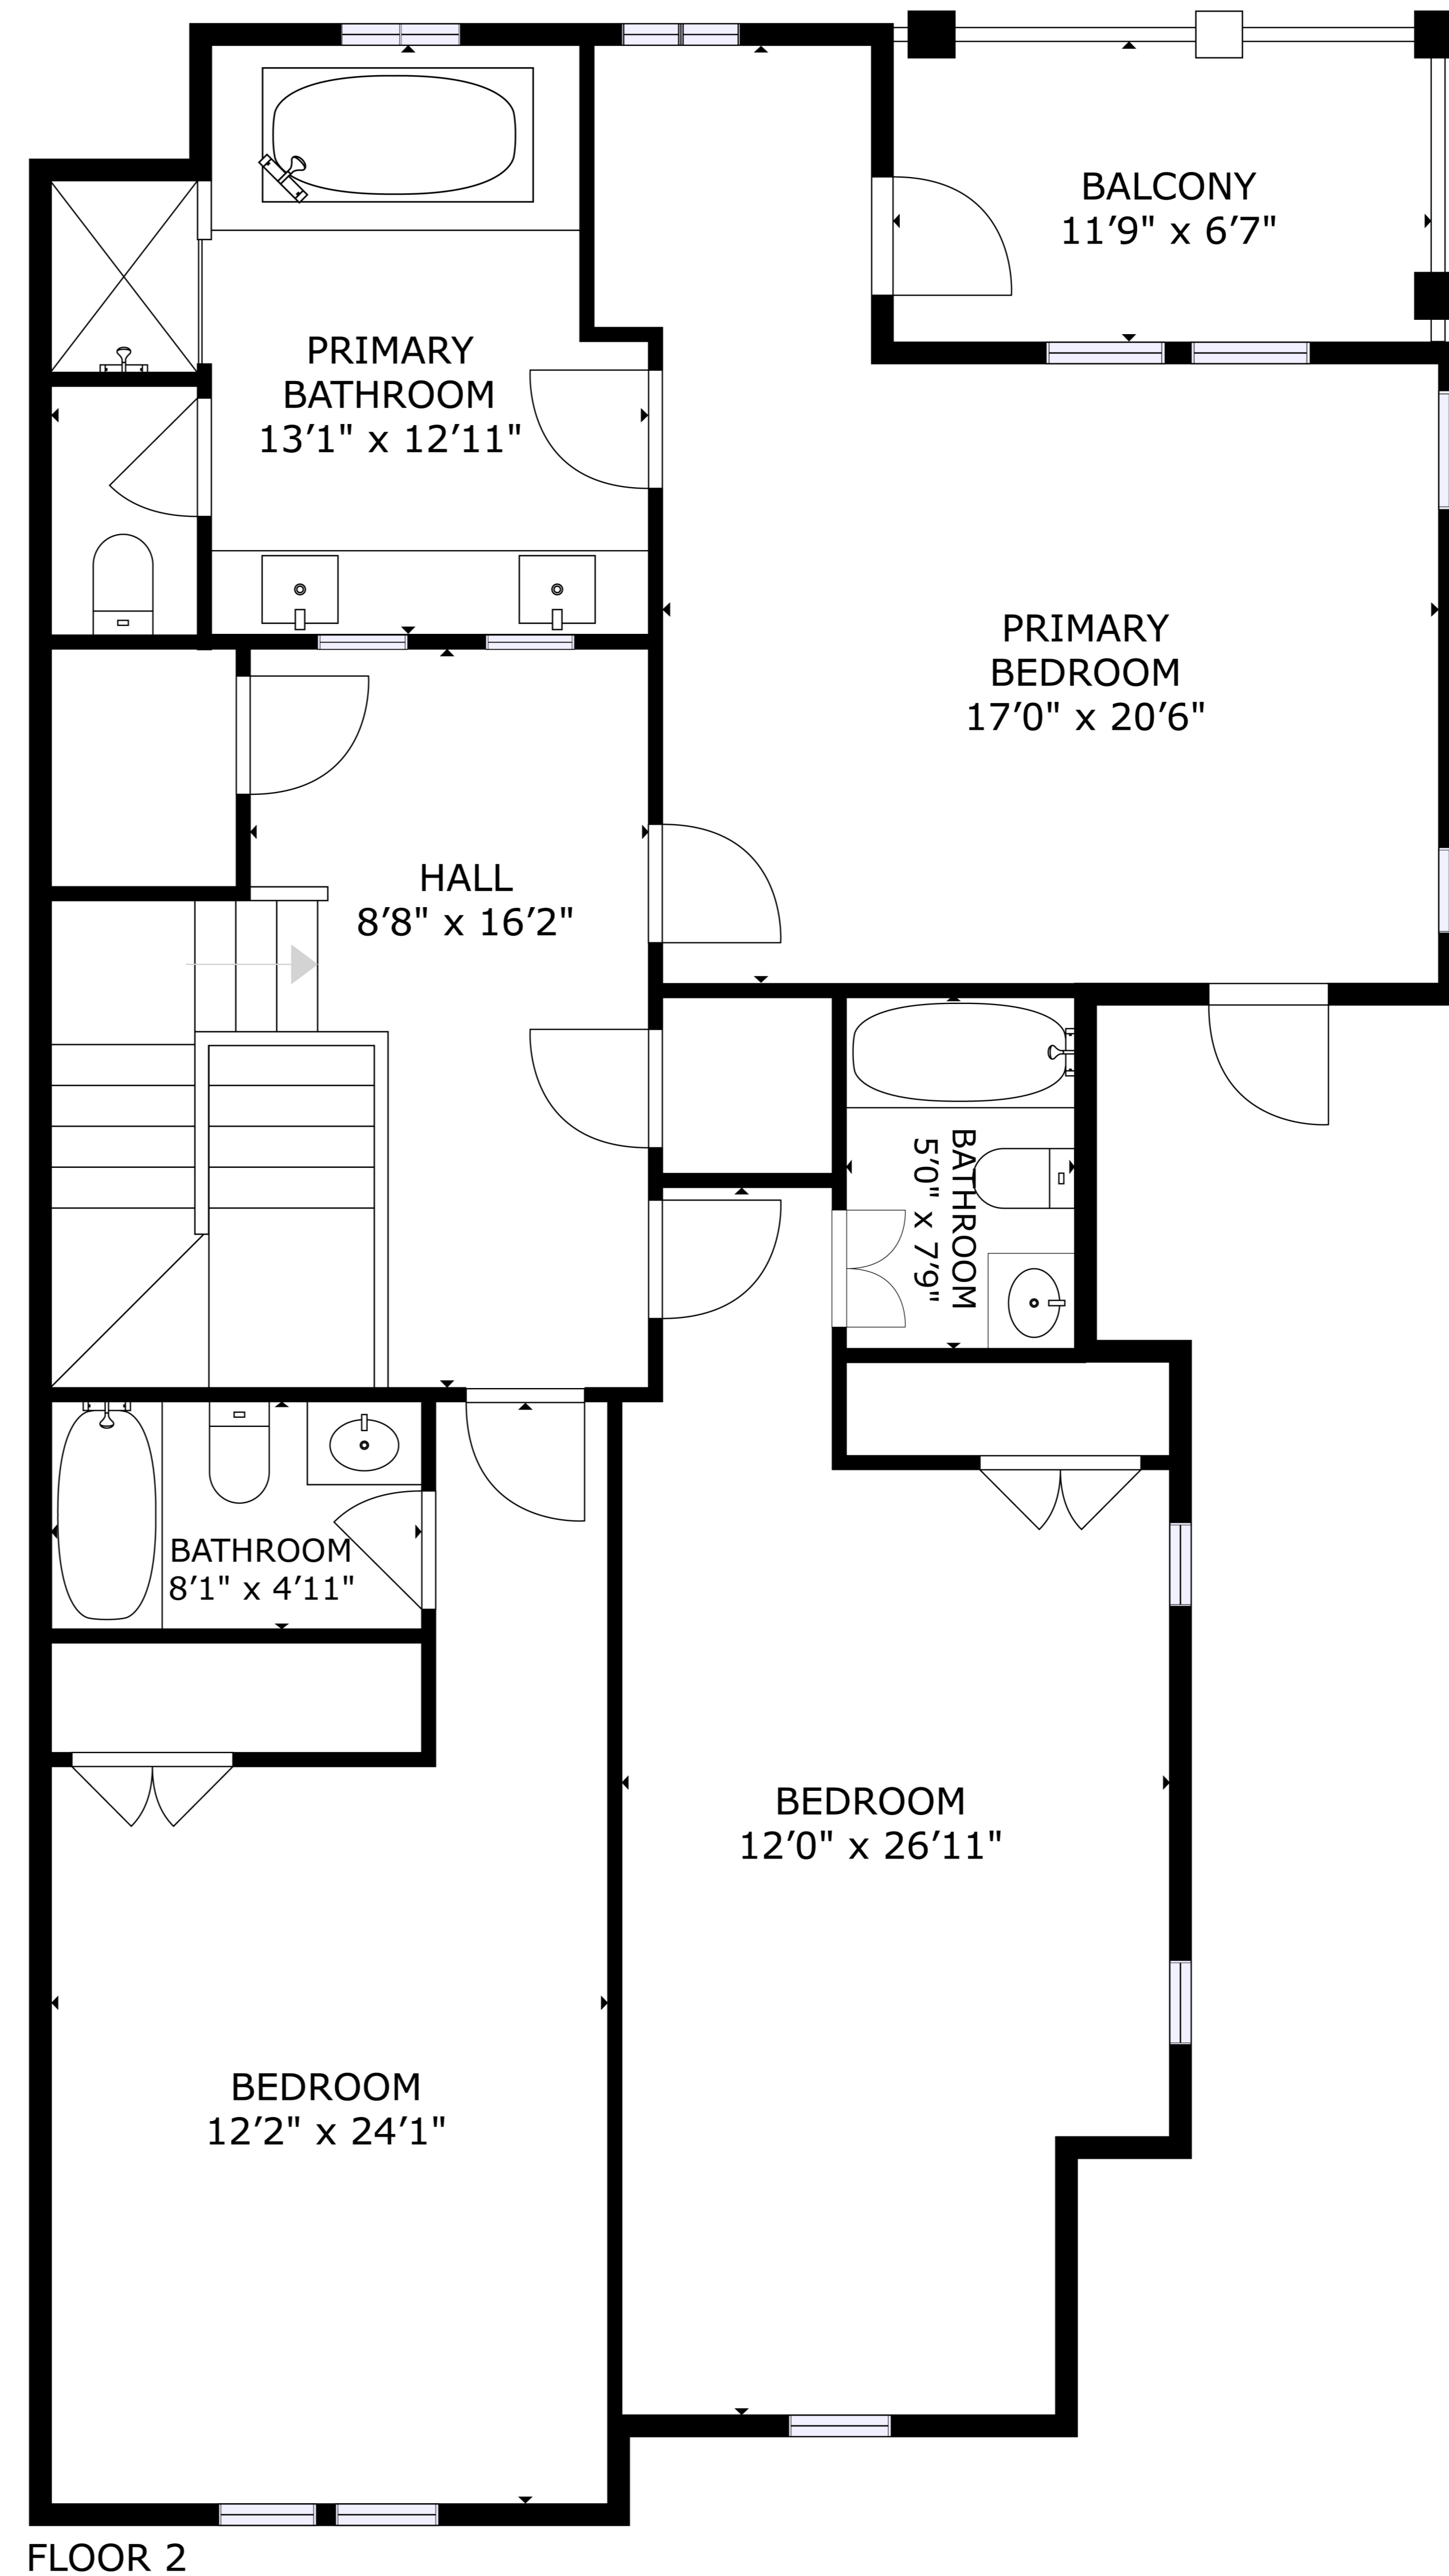 BALCONY
11'9" x 6'7"
PRIMARY
BATHROOM
13'1" x 12'11"
PRIMARY
BEDROOM
17'0" x 20'6"
HALL
8'8" x 16'2"
BATHROOM
5'0" x 7'9"
BATHROOM
8'1" x 4'11"
BEDROOM
12'0" x 26'11"
BEDROOM
12'2" x 24'1"
FLOOR 2